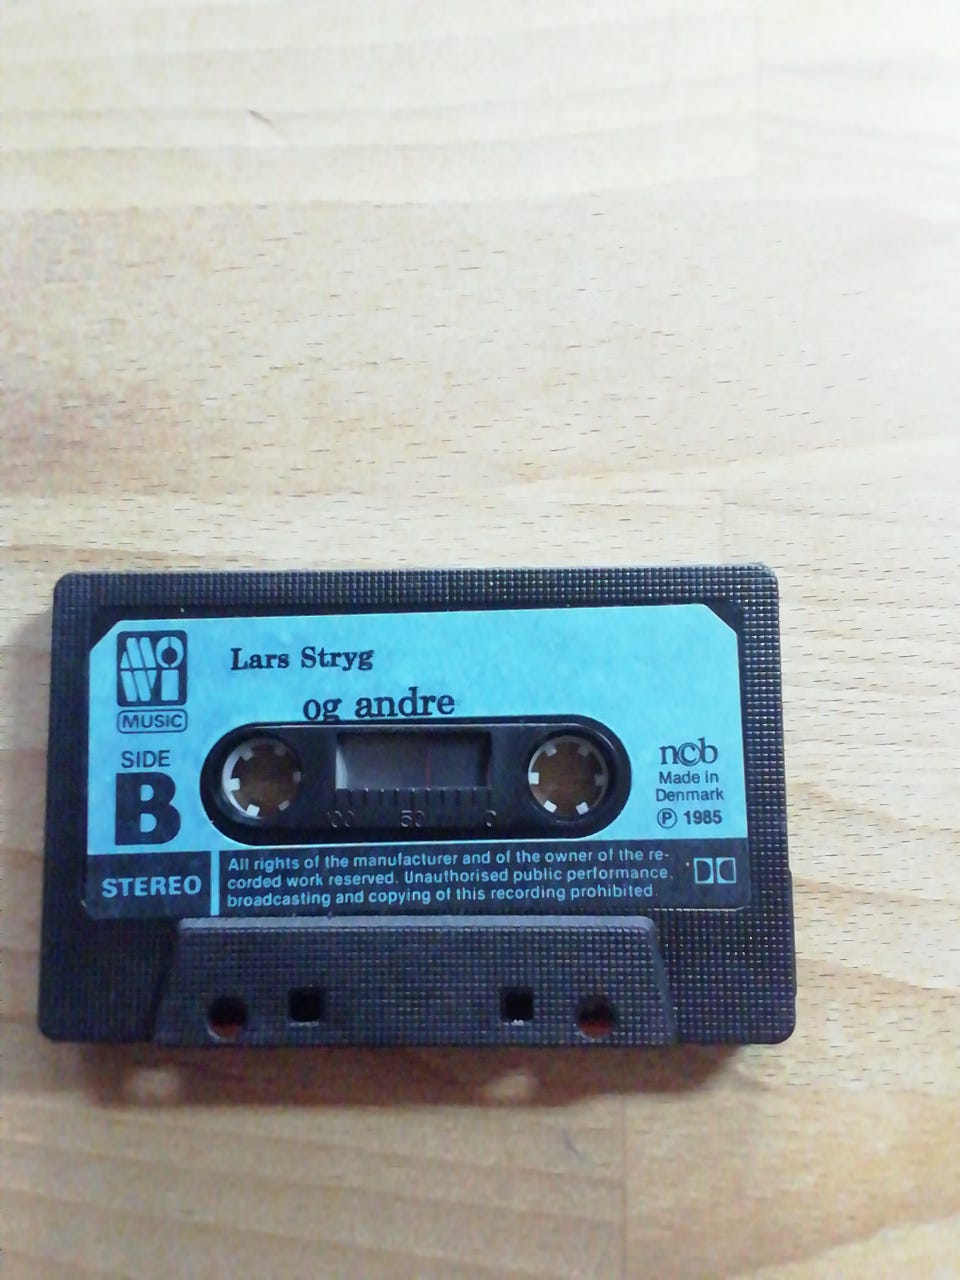 MO
WI
MUSIC
Lars Stryg
og andre
SIDE
B
STEREO
100 50 0
ncb
Made in
Denmark
Ⓟ 1985
All rights of the manufacturer and of the owner of the re-
corded work reserved. Unauthorised public performance,
broadcasting and copying of this recording prohibited.